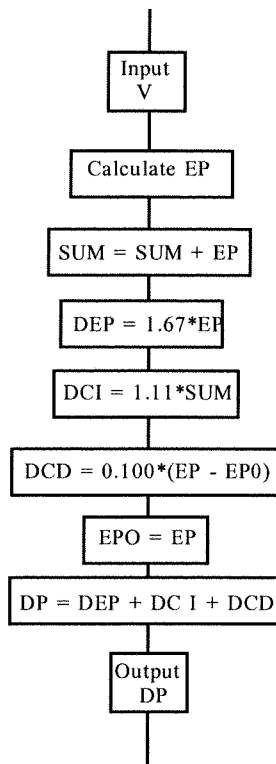 Input
V
Calculate EP
SUM = SUM + EP
DEP = 1.67*EP
DCI = 1.11*SUM
DCD = 0.100*(EP - EP0)
EPO = EP
DP = DEP + DC I + DCD
Output
DP